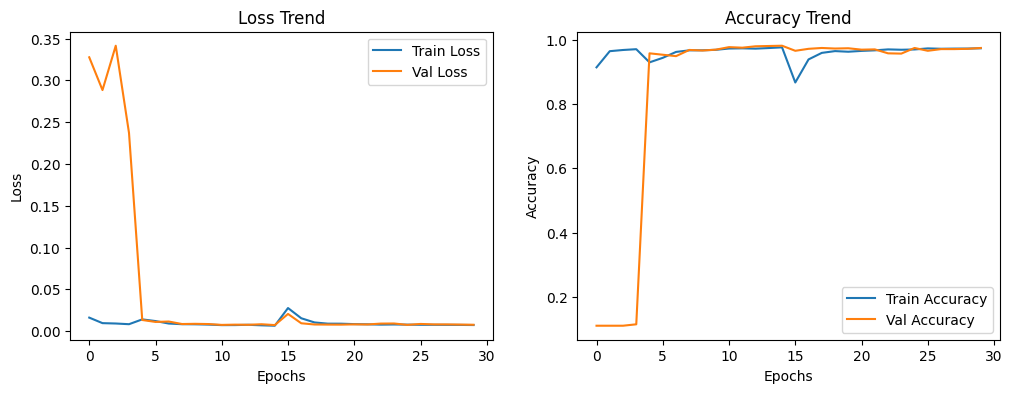 Loss Trend
0.35
0.30
0.25
0.20
0.15
0.10
0.05
0.00
Loss
0 5 10 15 20 25 30
Epochs
Train Loss
Val Loss
Accuracy Trend
1.0
0.8
0.6
0.4
0.2
Accuracy
0 5 10 15 20 25 30
Epochs
Train Accuracy
Val Accuracy